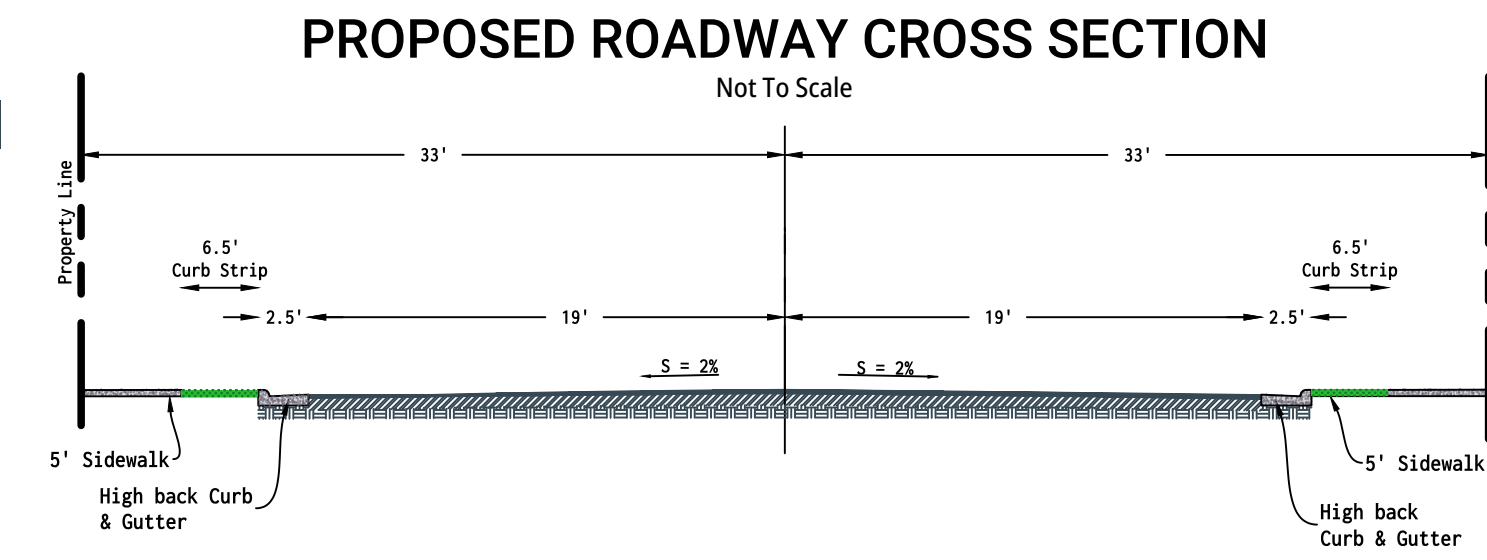 PROPOSED ROADWAY CROSS SECTION
Not To Scale
33'
33'
Property Line
6.5'
Curb Strip
6.5'
Curb Strip
2.5'
19'
19'
2.5'
S = 2%
S = 2%
5' Sidewalk
5' Sidewalk
High back Curb
& Gutter
High back
Curb & Gutter